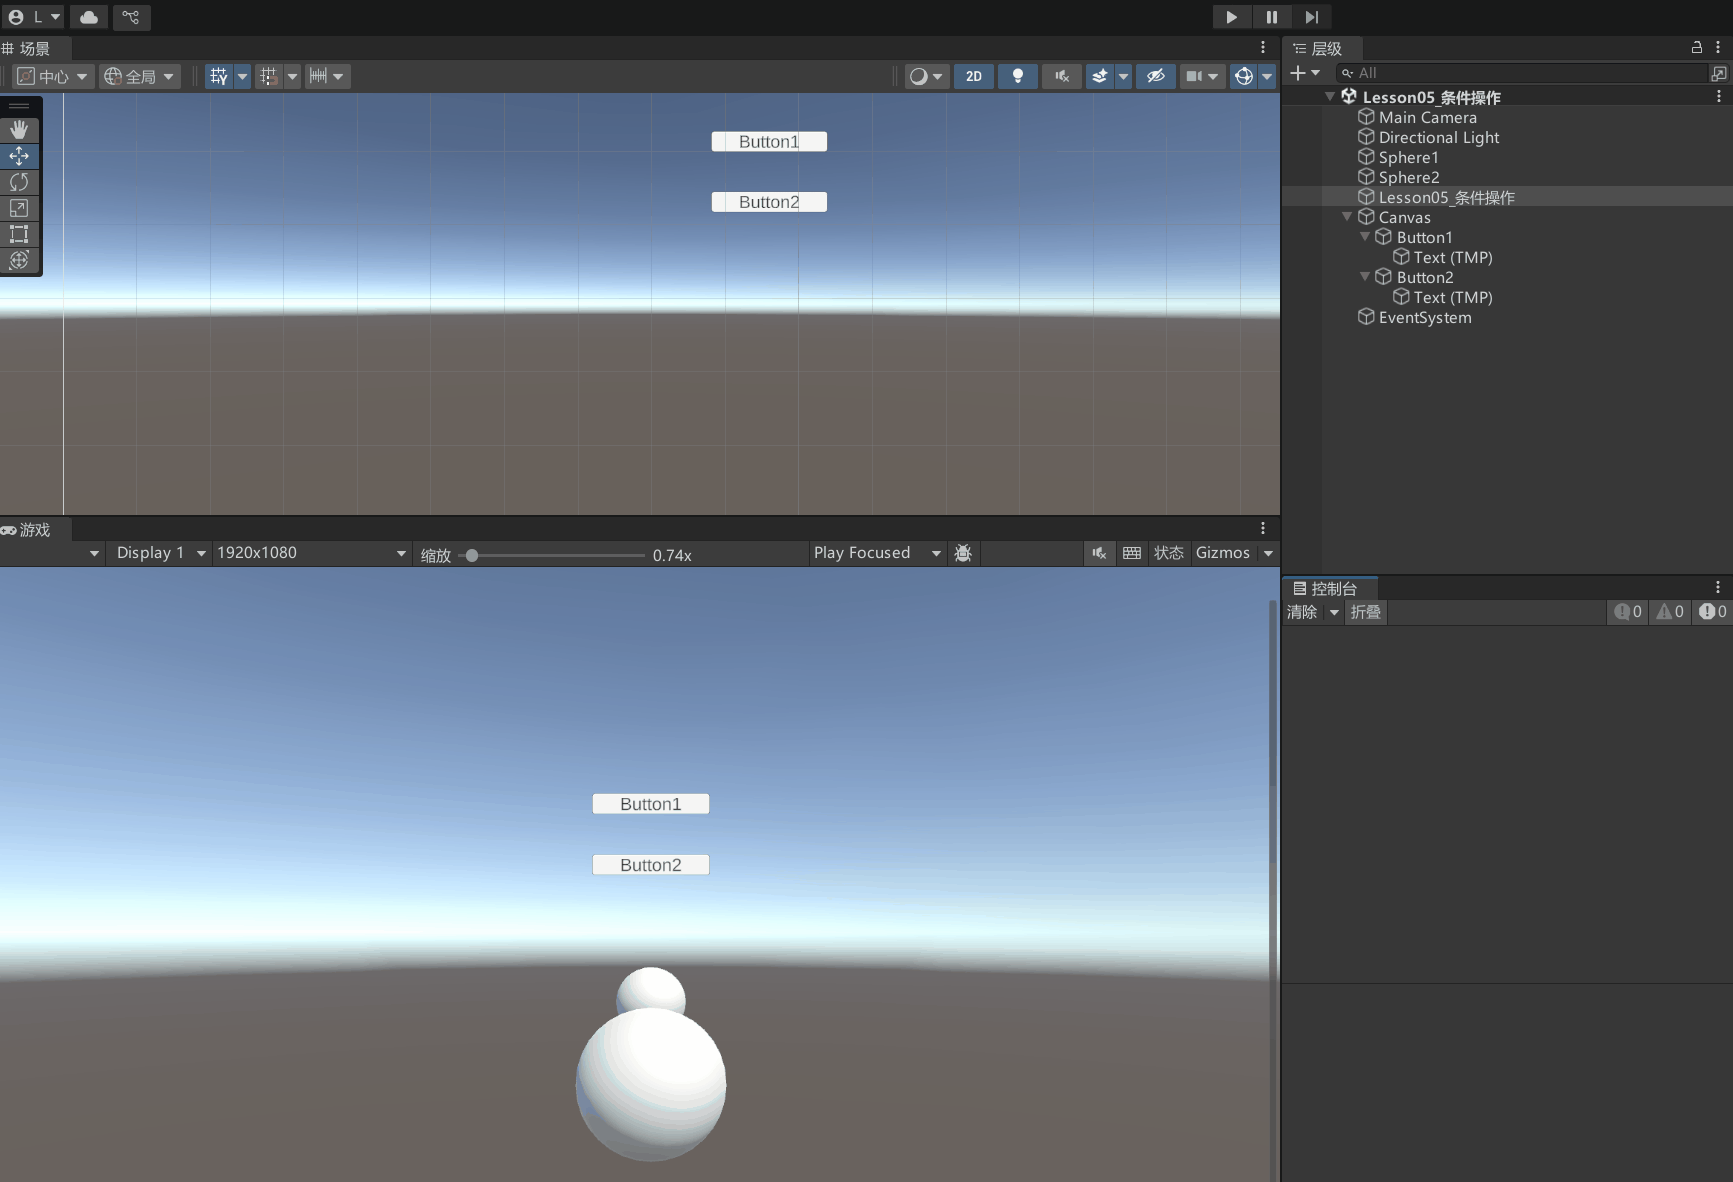 L
场景
中心
全局
2D
Button1
Button2
游戏
Display 1
1920x1080
缩放
0.74x
Play Focused
状态
Gizmos
Button1
Button2
层级
All
Lesson05_条件操作
Main Camera
Directional Light
Sphere1
Sphere2
Lesson05_条件操作
Canvas
Button1
Text (TMP)
Button2
Text (TMP)
EventSystem
控制台
清除
折叠
0
0
0